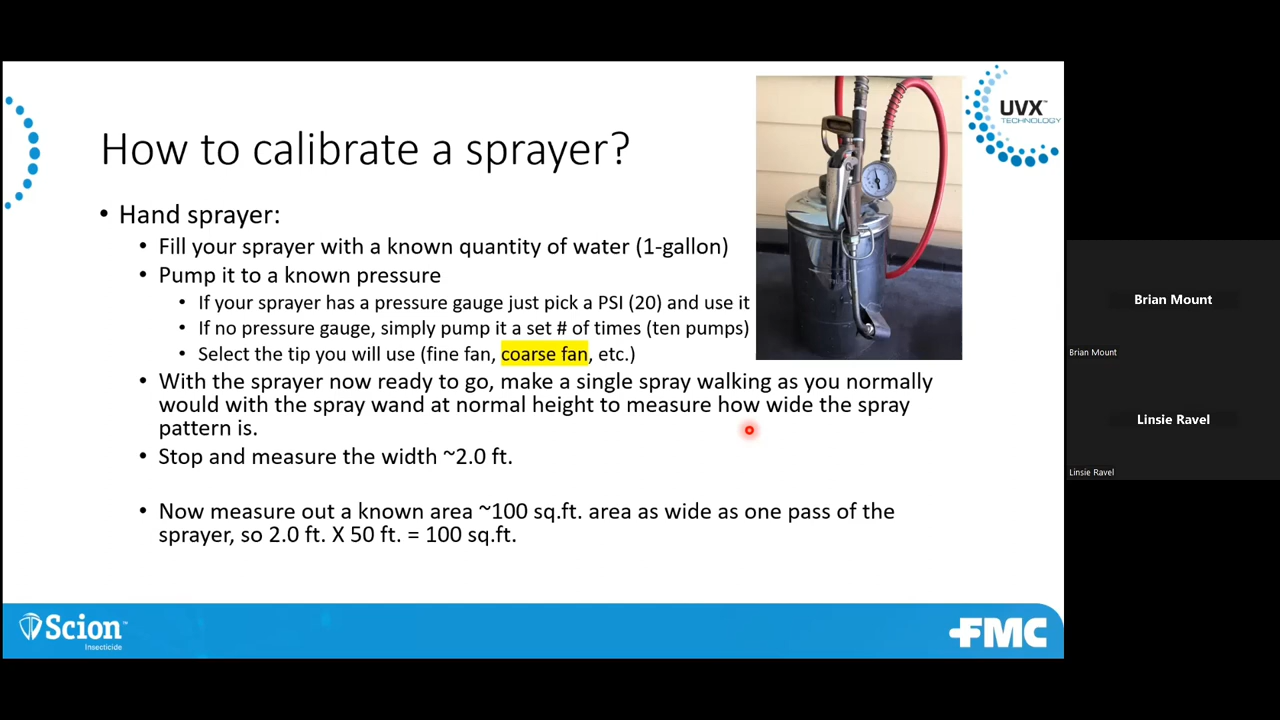 How to calibrate a sprayer?
UVX™
TECHNOLOGY
• Hand sprayer:
• Fill your sprayer with a known quantity of water (1-gallon)
• Pump it to a known pressure
• If your sprayer has a pressure gauge just pick a PSI (20) and use it
• If no pressure gauge, simply pump it a set # of times (ten pumps)
• Select the tip you will use (fine fan, coarse fan, etc.)
• With the sprayer now ready to go, make a single spray walking as you normally
would with the spray wand at normal height to measure how wide the spray
pattern is.
• Stop and measure the width ~2.0 ft.
• Now measure out a known area ~100 sq.ft. area as wide as one pass of the
sprayer, so 2.0 ft. X 50 ft. = 100 sq.ft.
Scion™
Insecticide
FMC
Brian Mount
Brian Mount
Linsie Ravel
Linsie Ravel